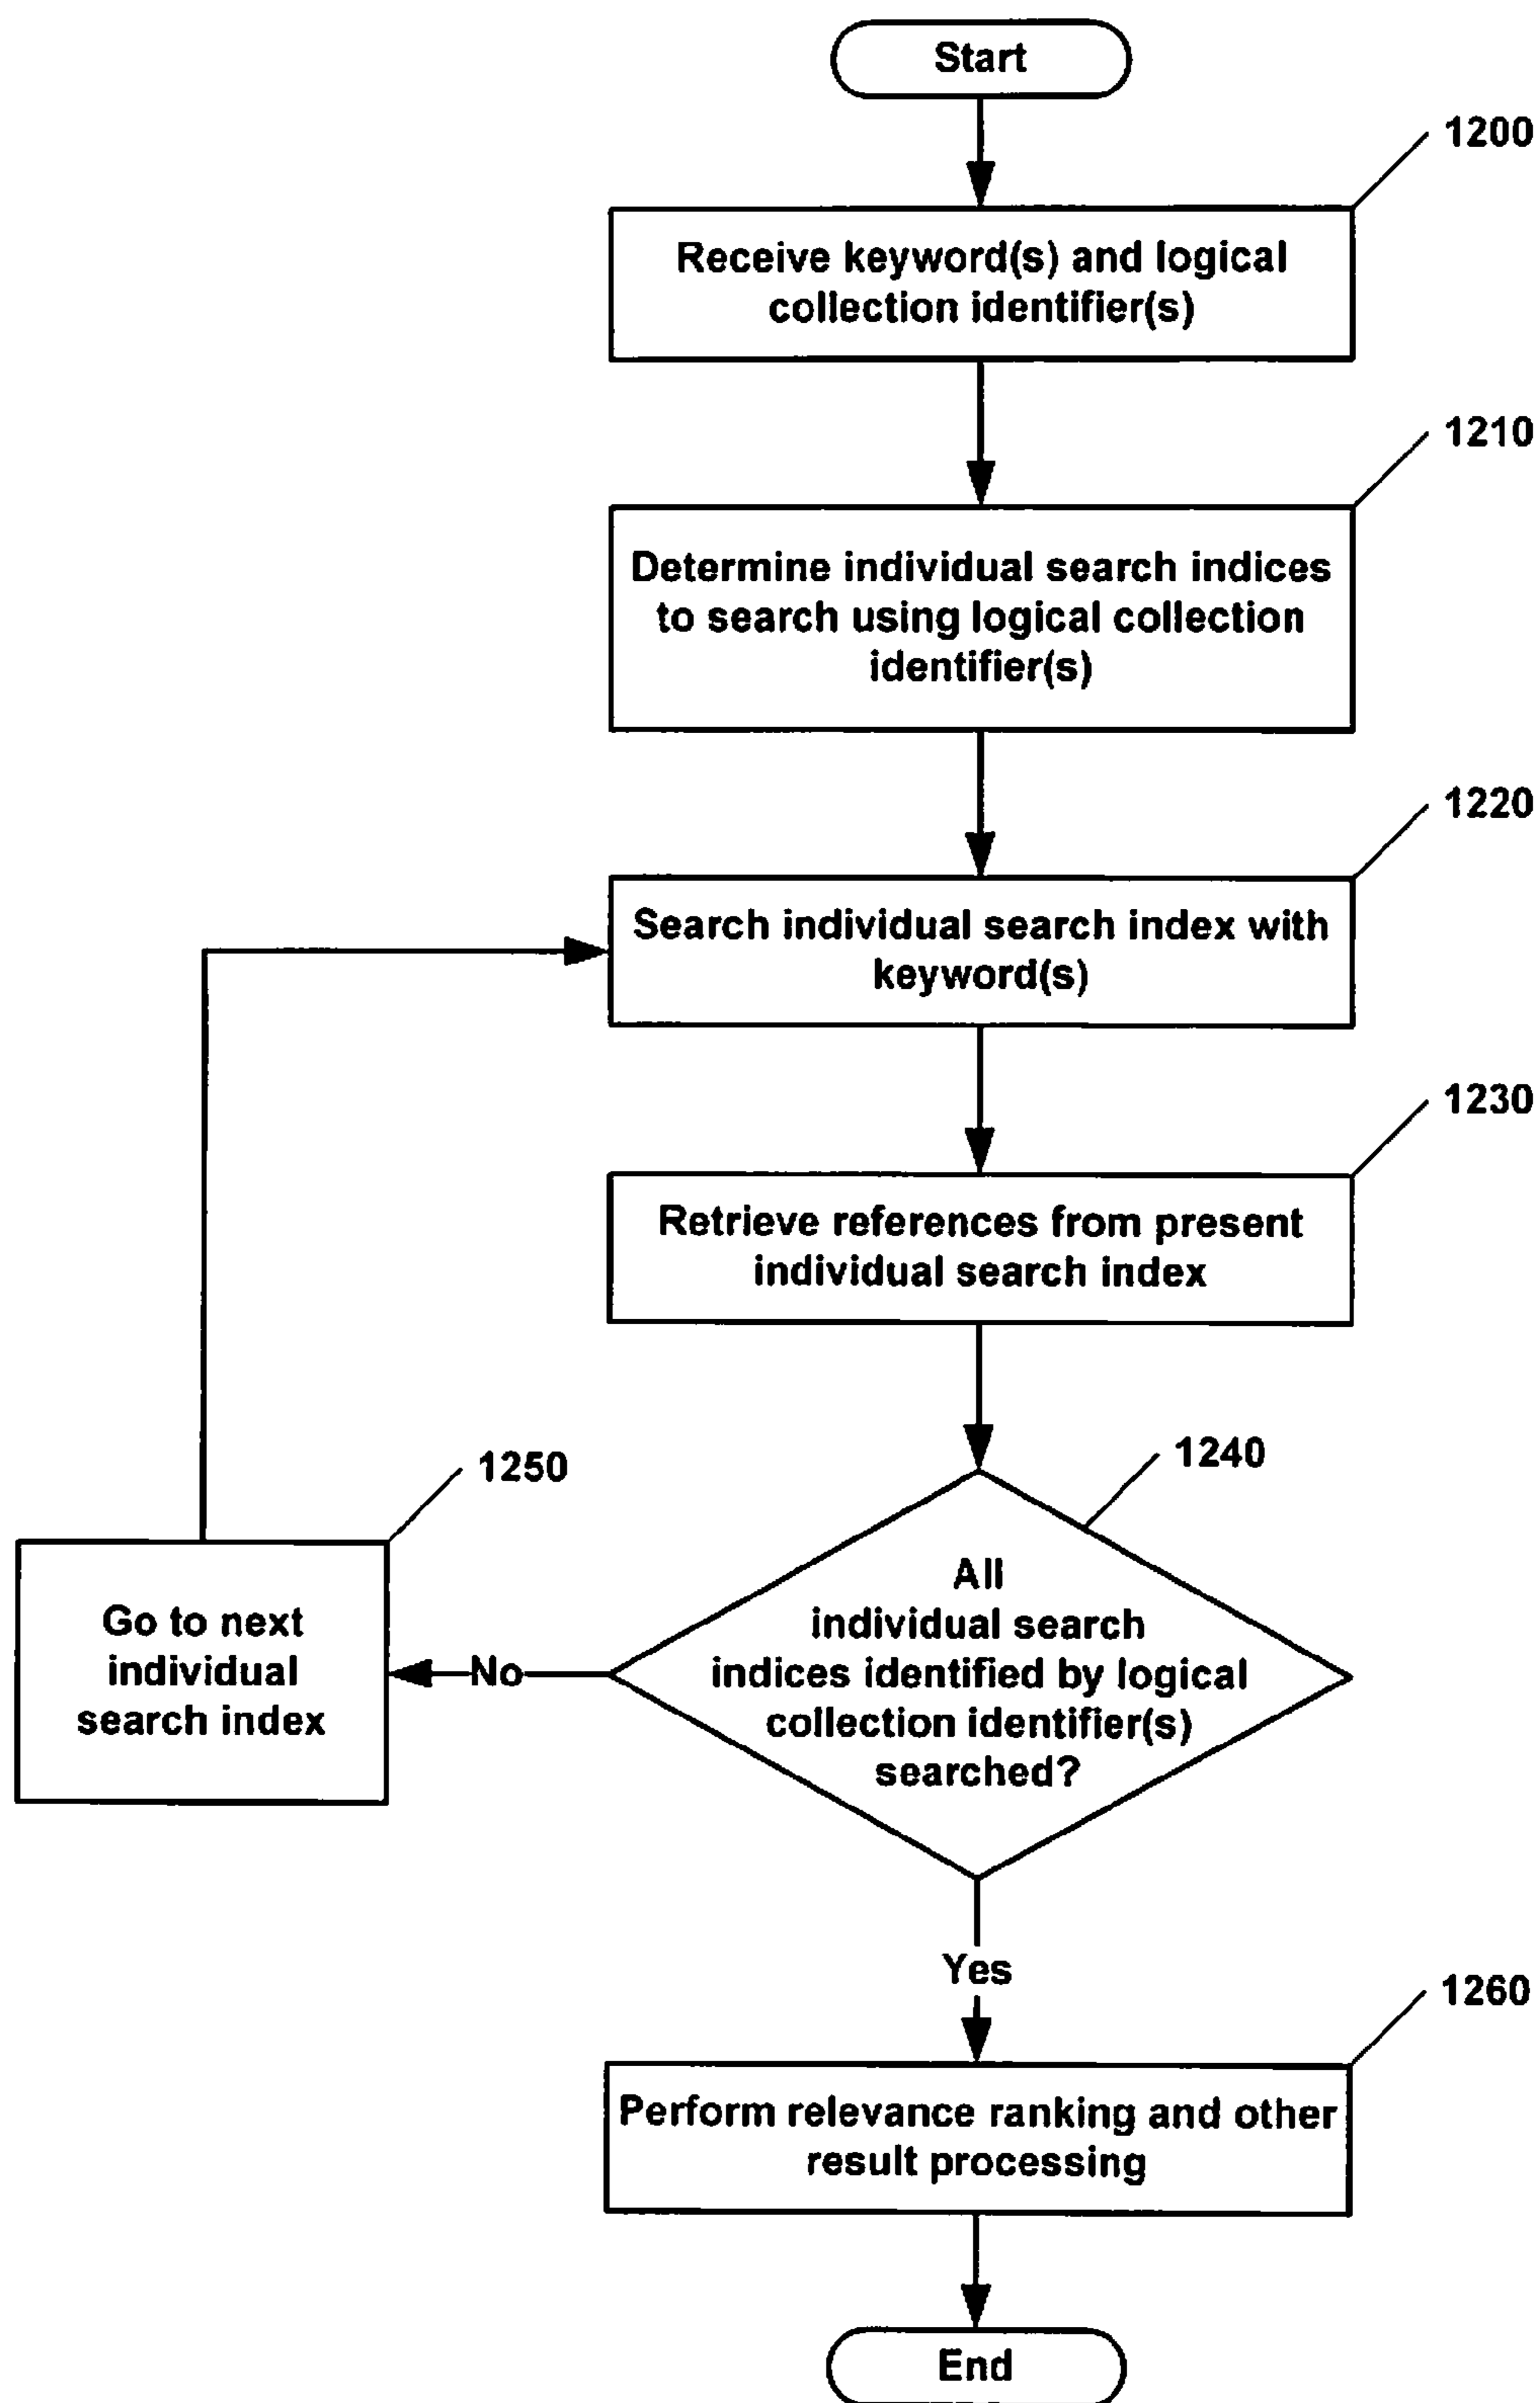 Start
1200
Receive keyword(s) and logical
collection identifier(s)
1210
Determine individual search indices
to search using logical collection
identifier(s)
1220
Search individual search index with
keyword(s)
1230
Retrieve references from present
individual search index
1240
All
individual search
indices identified by logical
collection identifier(s)
searched?
No
1250
Go to next
individual
search index
Yes
1260
Perform relevance ranking and other
result processing
End